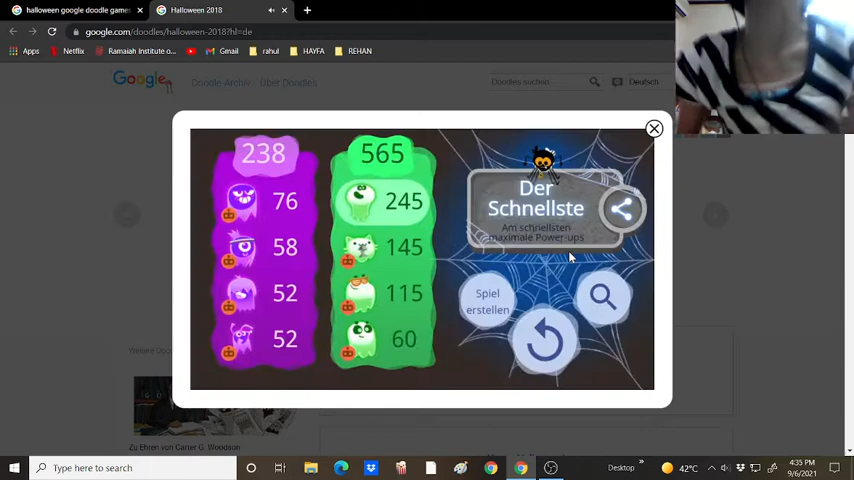 halloween google doodle games
Halloween 2018
google.com/doodles/halloween-2018?hl=de
Apps
Netflix
Ramaiah Institute o...
Gmail
rahul
HAYFA
REHAN
Google
Doodle-Archiv
Über Doodles
Doodles suchen
Deutsch
238
76
58
52
52
565
245
145
115
60
Der
Schnellste
Am schnellsten
maximale Power-ups
Spiel
erstellen
Weitere Doo
Zu Ehren von Carter G. Woodson
Type here to search
Desktop
42°C
4:35 PM
9/6/2021